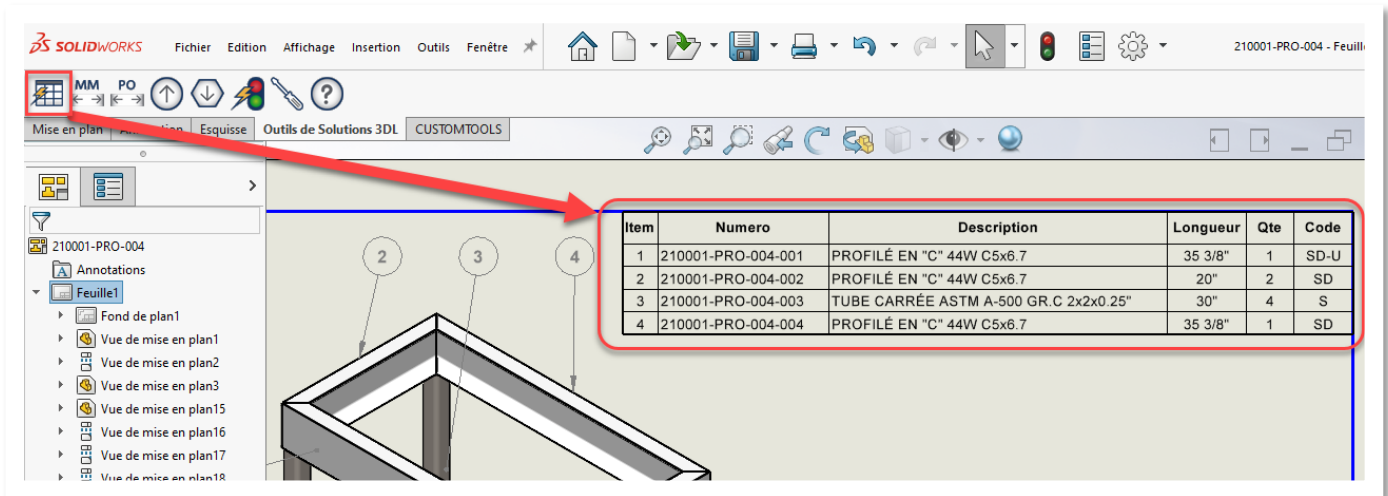 SOLIDWORKS Fichier Edition Affichage Insertion Outils Fenêtre 210001-PRO-004 - Feuill
MM PO
Mise en plan Esquisse Outils de Solutions 3DL CUSTOMTOOLS
210001-PRO-004
Annotations
Feuille1
Fond de plan1
Vue de mise en plan1
Vue de mise en plan2
Vue de mise en plan3
Vue de mise en plan15
Vue de mise en plan16
Vue de mise en plan17
Vue de mise en plan18
2 3 4
Item Numero Description Longueur Qte Code
1 210001-PRO-004-001 PROFILÉ EN "C" 44W C5x6.7 35 3/8" 1 SD-U
2 210001-PRO-004-002 PROFILÉ EN "C" 44W C5x6.7 20" 2 SD
3 210001-PRO-004-003 TUBE CARRÉE ASTM A-500 GR.C 2x2x0.25" 30" 4 S
4 210001-PRO-004-004 PROFILÉ EN "C" 44W C5x6.7 35 3/8" 1 SD